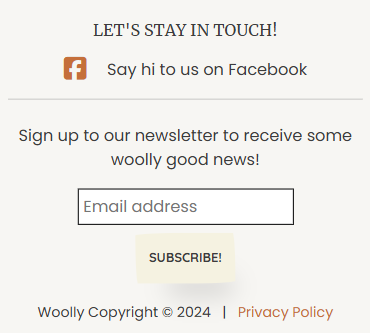 LET'S STAY IN TOUCH!
Say hi to us on Facebook
Sign up to our newsletter to receive some
woolly good news!
Email address
SUBSCRIBE!
Woolly Copyright © 2024 | Privacy Policy